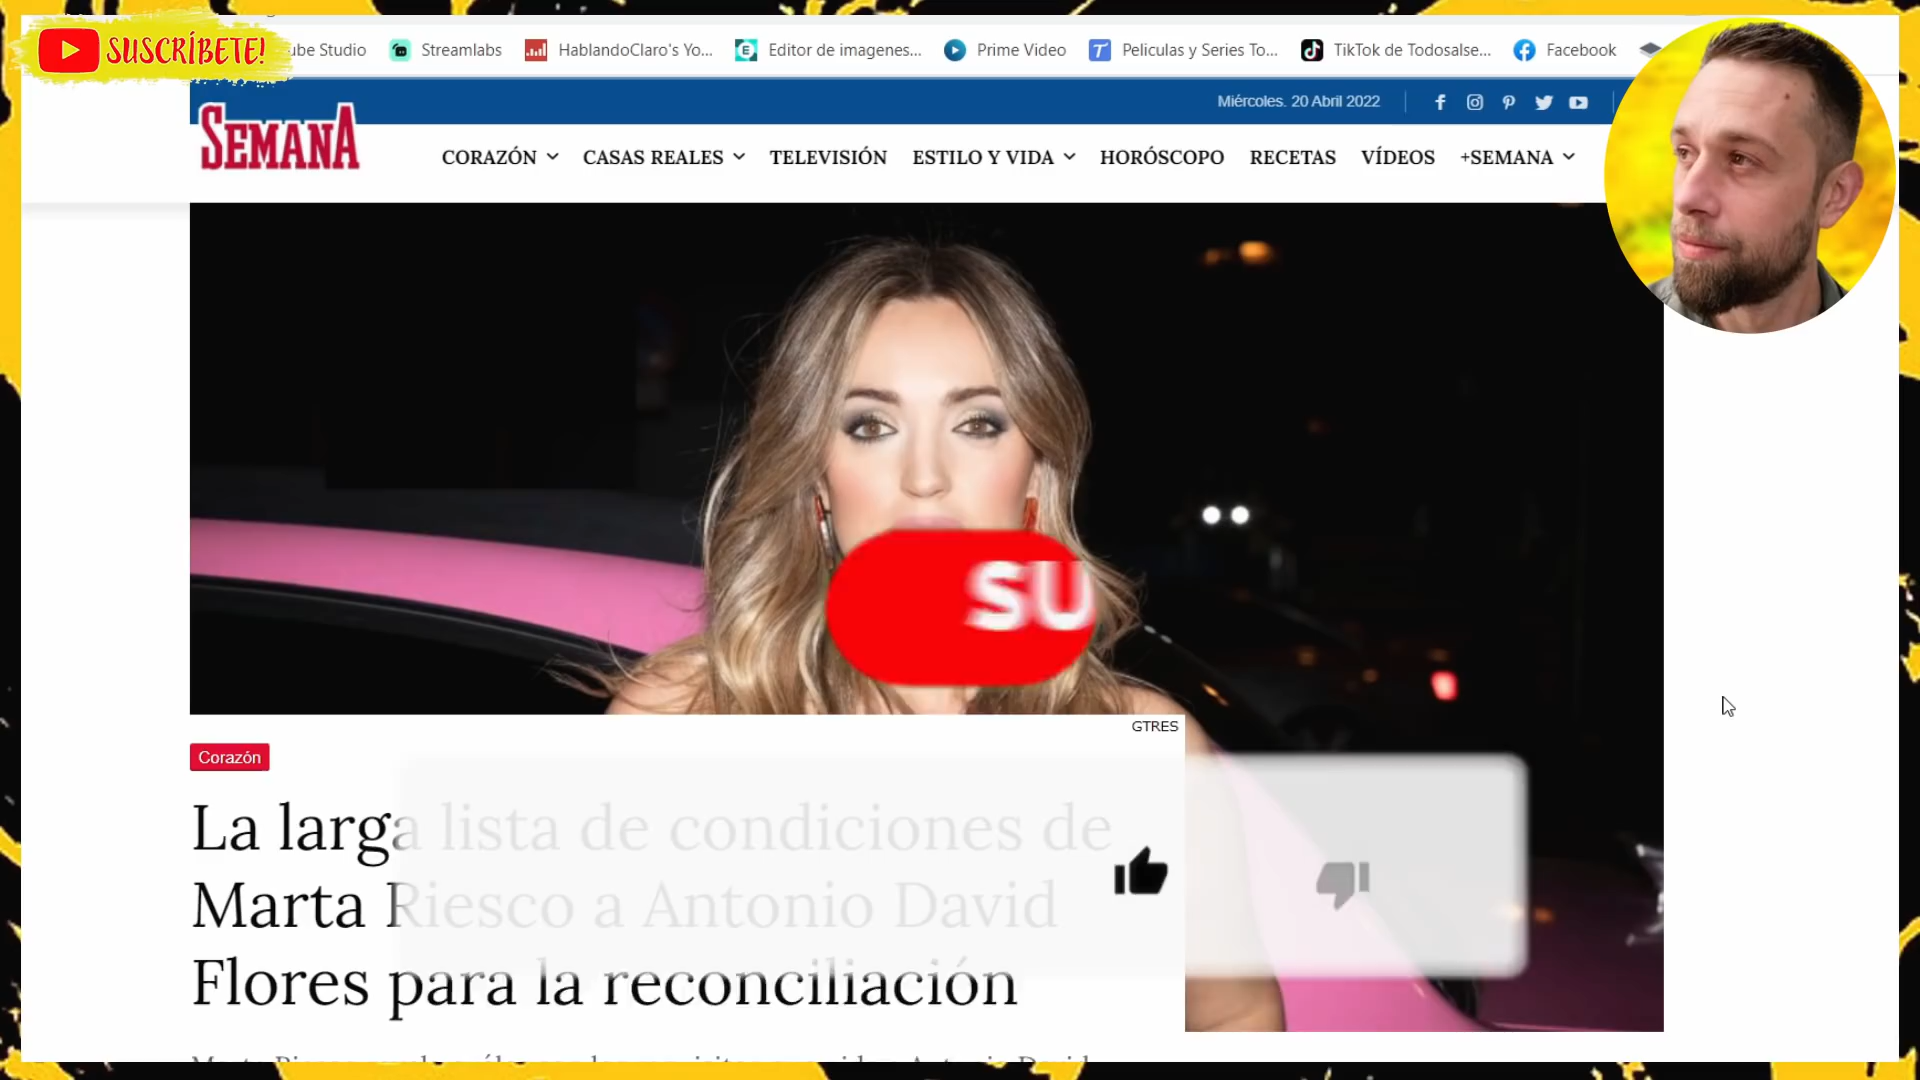 SUSCRÍBETE!
ube Studio
Streamlabs
HablandoClaro's Yo...
Editor de imagenes...
Prime Video
Peliculas y Series To...
TikTok de Todosalse...
Facebook
Miércoles. 20 Abril 2022
SEMANA
CORAZÓN
CASAS REALES
TELEVISIÓN
ESTILO Y VIDA
HORÓSCOPO
RECETAS
VÍDEOS
+SEMANA
SU
GTRES
Corazón
La larga lista de condiciones de
Marta Riesco a Antonio David
Flores para la reconciliación